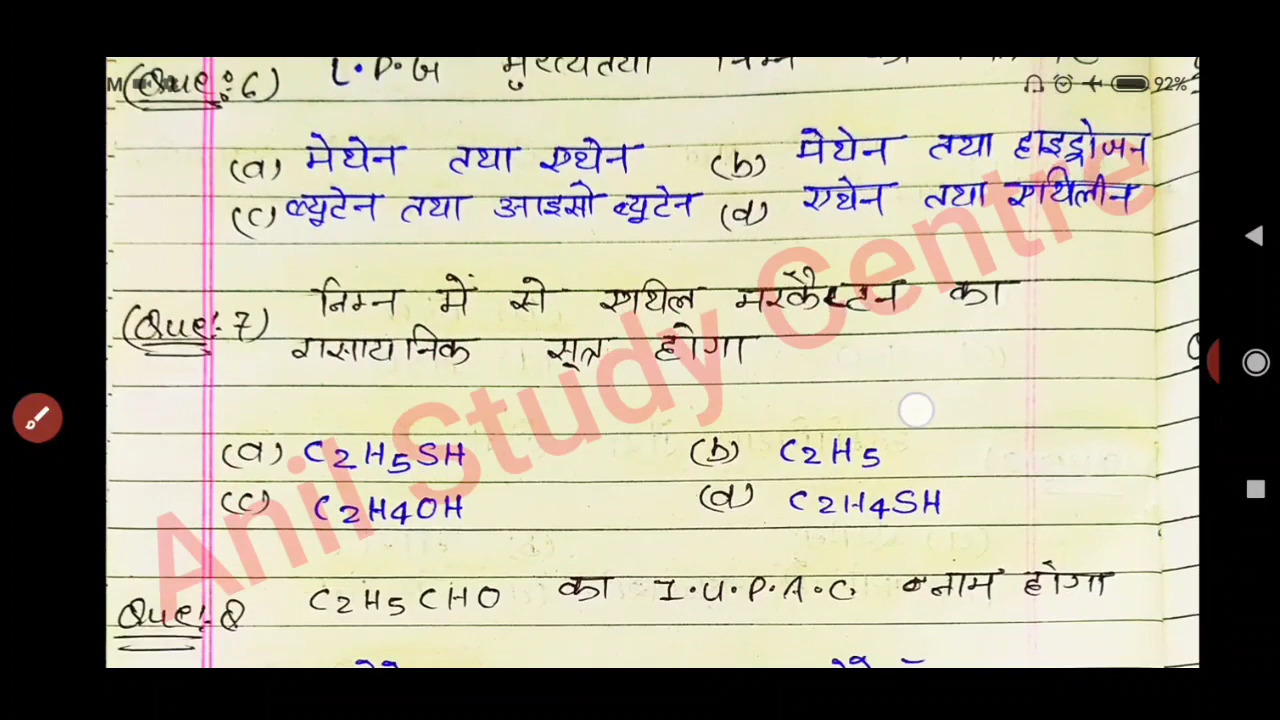 (Que: 6) L.P.G मुख्यतया निम्न
92%
(a) मेथेन तथा एथेन (b) मेथेन तथा हाइड्रोजन
(c) ब्यूटेन तथा आइसो ब्यूटेन (d) एथेन तथा एथिलीन
(Que: 7) निम्न में से एथिल मरकैप्टन का
रासायनिक सूत्र होगा
(a) C2H5SH (b) C2H5
(c) C2H4OH (d) C2H4SH
Que: 8 C2H5CHO का I.U.P.A.C नाम होगा
Anil Study Centre